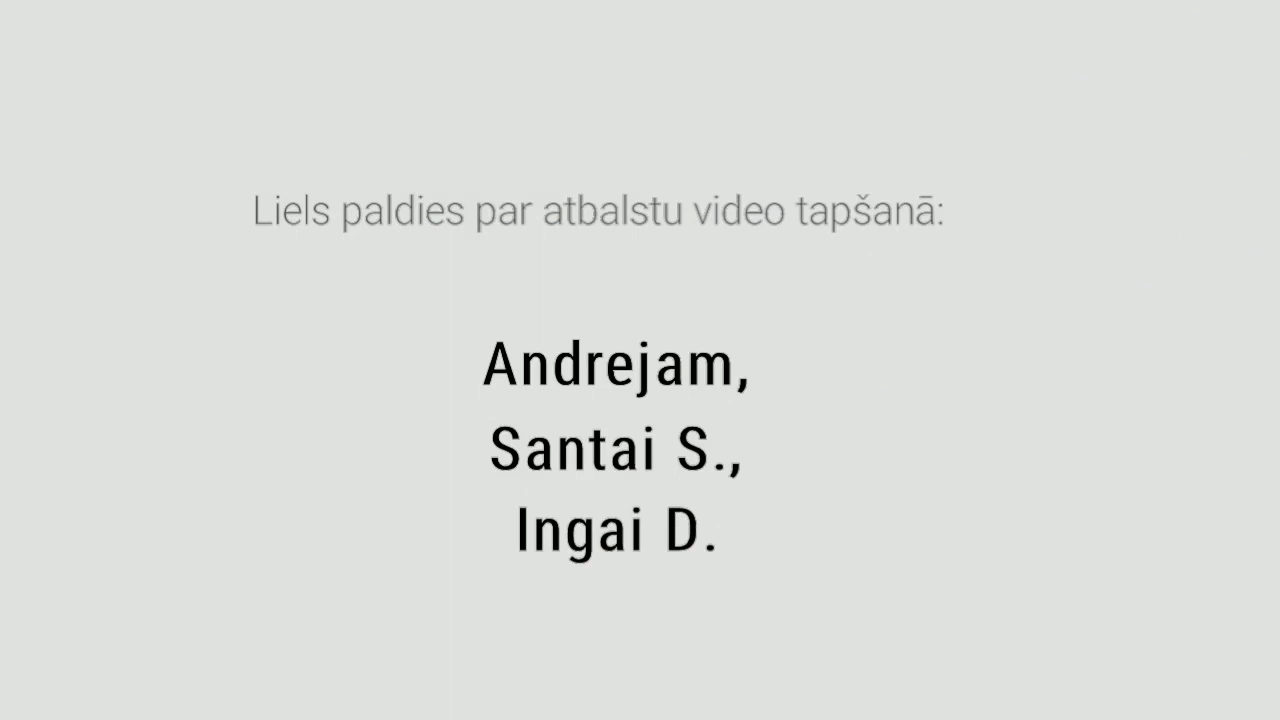 Liels paldies par atbalstu video tapšanā:
Andrejam,
Santai S.,
Ingai D.